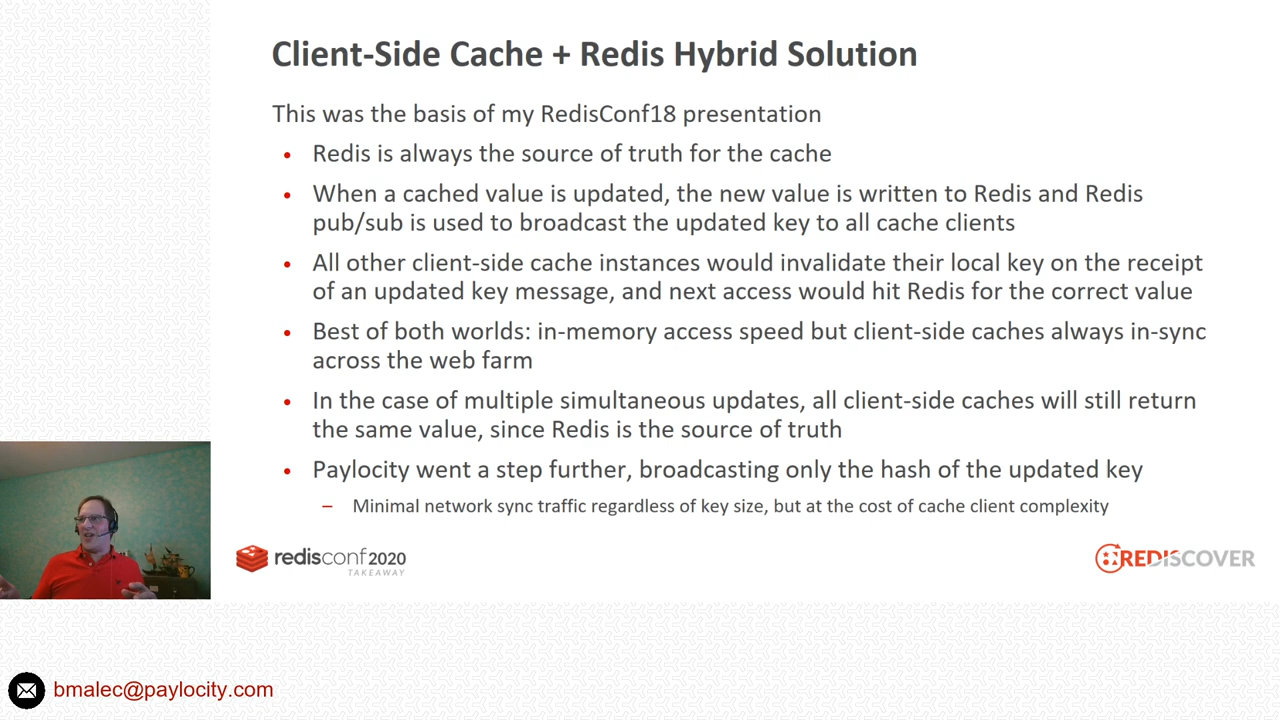 Client-Side Cache + Redis Hybrid Solution
This was the basis of my RedisConf18 presentation
• Redis is always the source of truth for the cache
• When a cached value is updated, the new value is written to Redis and Redis
pub/sub is used to broadcast the updated key to all cache clients
• All other client-side cache instances would invalidate their local key on the receipt
of an updated key message, and next access would hit Redis for the correct value
• Best of both worlds: in-memory access speed but client-side caches always in-sync
across the web farm
• In the case of multiple simultaneous updates, all client-side caches will still return
the same value, since Redis is the source of truth
• Paylocity went a step further, broadcasting only the hash of the updated key
– Minimal network sync traffic regardless of key size, but at the cost of cache client complexity
redisconf 2020
TAKEAWAY
REDISCOVER
bmalec@paylocity.com